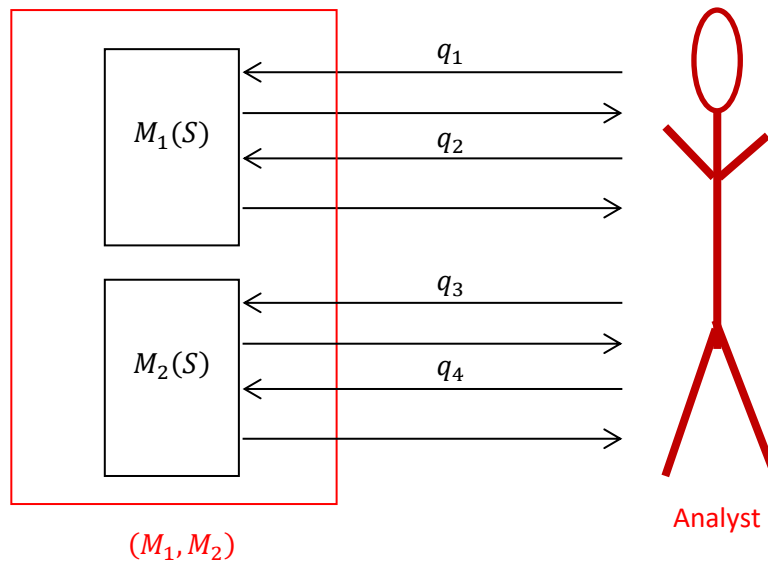 q₁
M₁(S)
q₂
q₃
M₂(S)
q₄
Analyst
(M₁, M₂)